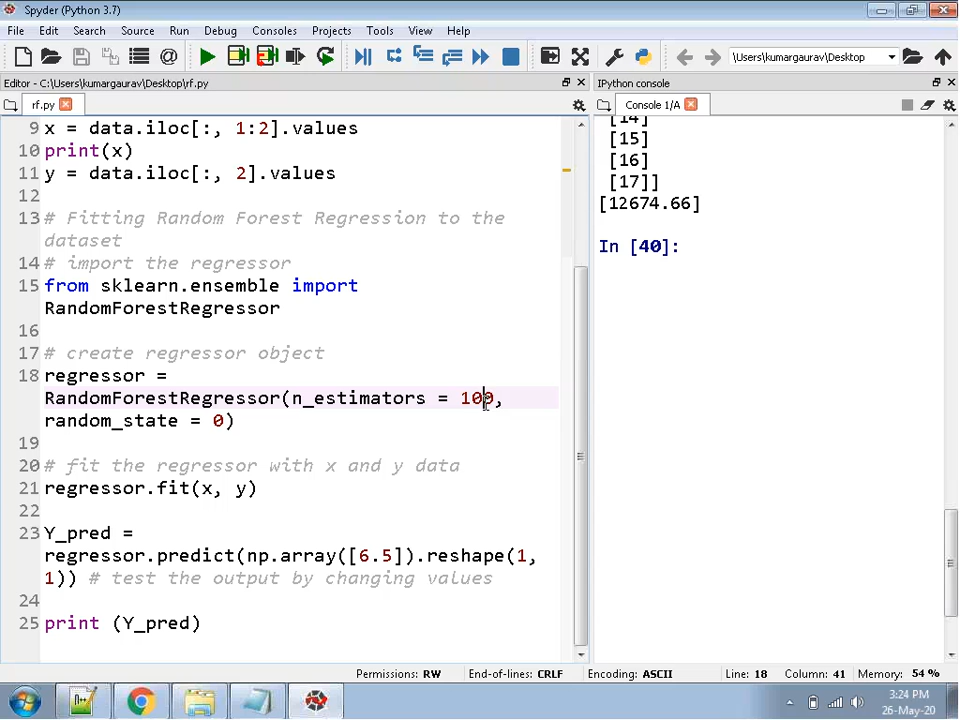 Spyder (Python 3.7)
File Edit Search Source Run Debug Consoles Projects Tools View Help
\Users\kumargaurav\Desktop
Editor - C:\Users\kumargaurav\Desktop\rf.py
IPython console
rf.py
Console 1/A
9 x = data.iloc[:, 1:2].values
10 print(x)
11 y = data.iloc[:, 2].values
12
13 # Fitting Random Forest Regression to the
dataset
14 # import the regressor
15 from sklearn.ensemble import
RandomForestRegressor
16
17 # create regressor object
18 regressor =
RandomForestRegressor(n_estimators = 100,
random_state = 0)
19
20 # fit the regressor with x and y data
21 regressor.fit(x, y)
22
23 Y_pred =
regressor.predict(np.array([6.5]).reshape(1,
1)) # test the output by changing values
24
25 print (Y_pred)
[14]
[15]
[16]
[17]]
[12674.66]
In [40]:
Permissions: RW End-of-lines: CRLF Encoding: ASCII Line: 18 Column: 41 Memory: 54 %
3:24 PM
26-May-20